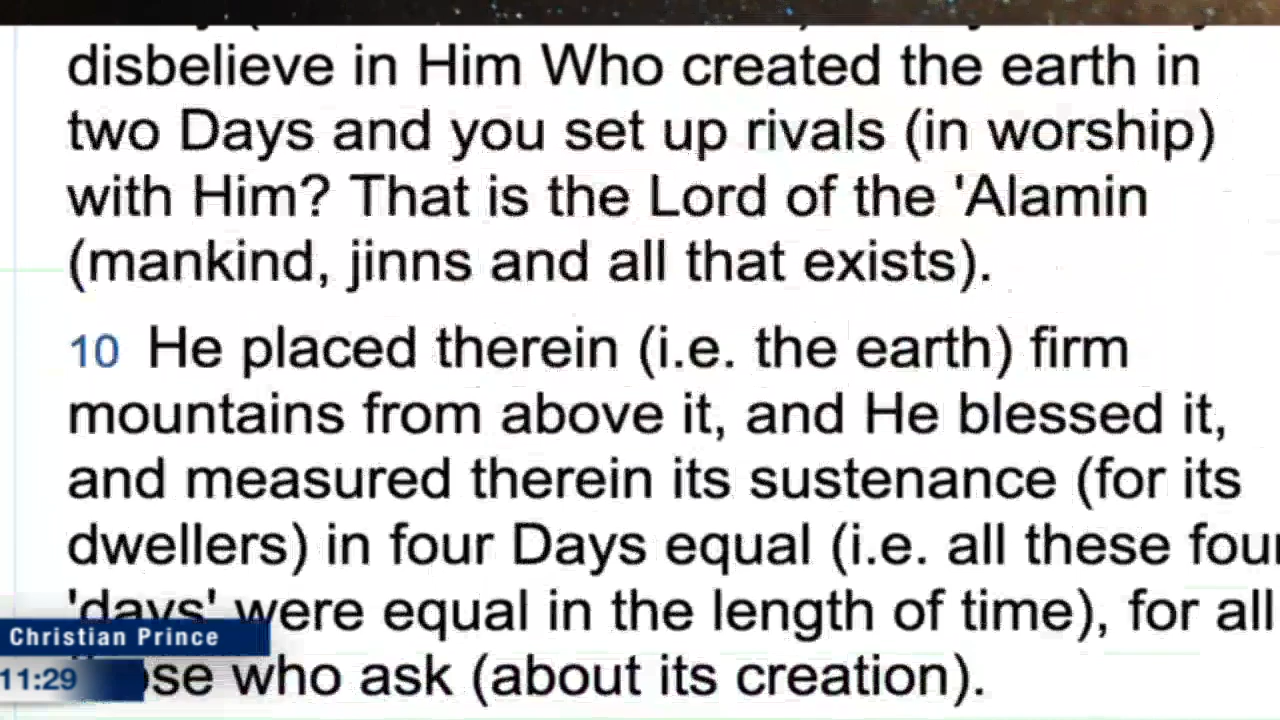 disbelieve in Him Who created the earth in
two Days and you set up rivals (in worship)
with Him? That is the Lord of the 'Alamin
(mankind, jinns and all that exists).
10 He placed therein (i.e. the earth) firm
mountains from above it, and He blessed it,
and measured therein its sustenance (for its
dwellers) in four Days equal (i.e. all these four
'days' were equal in the length of time), for all
who ask (about its creation).
Christian Prince
11:29